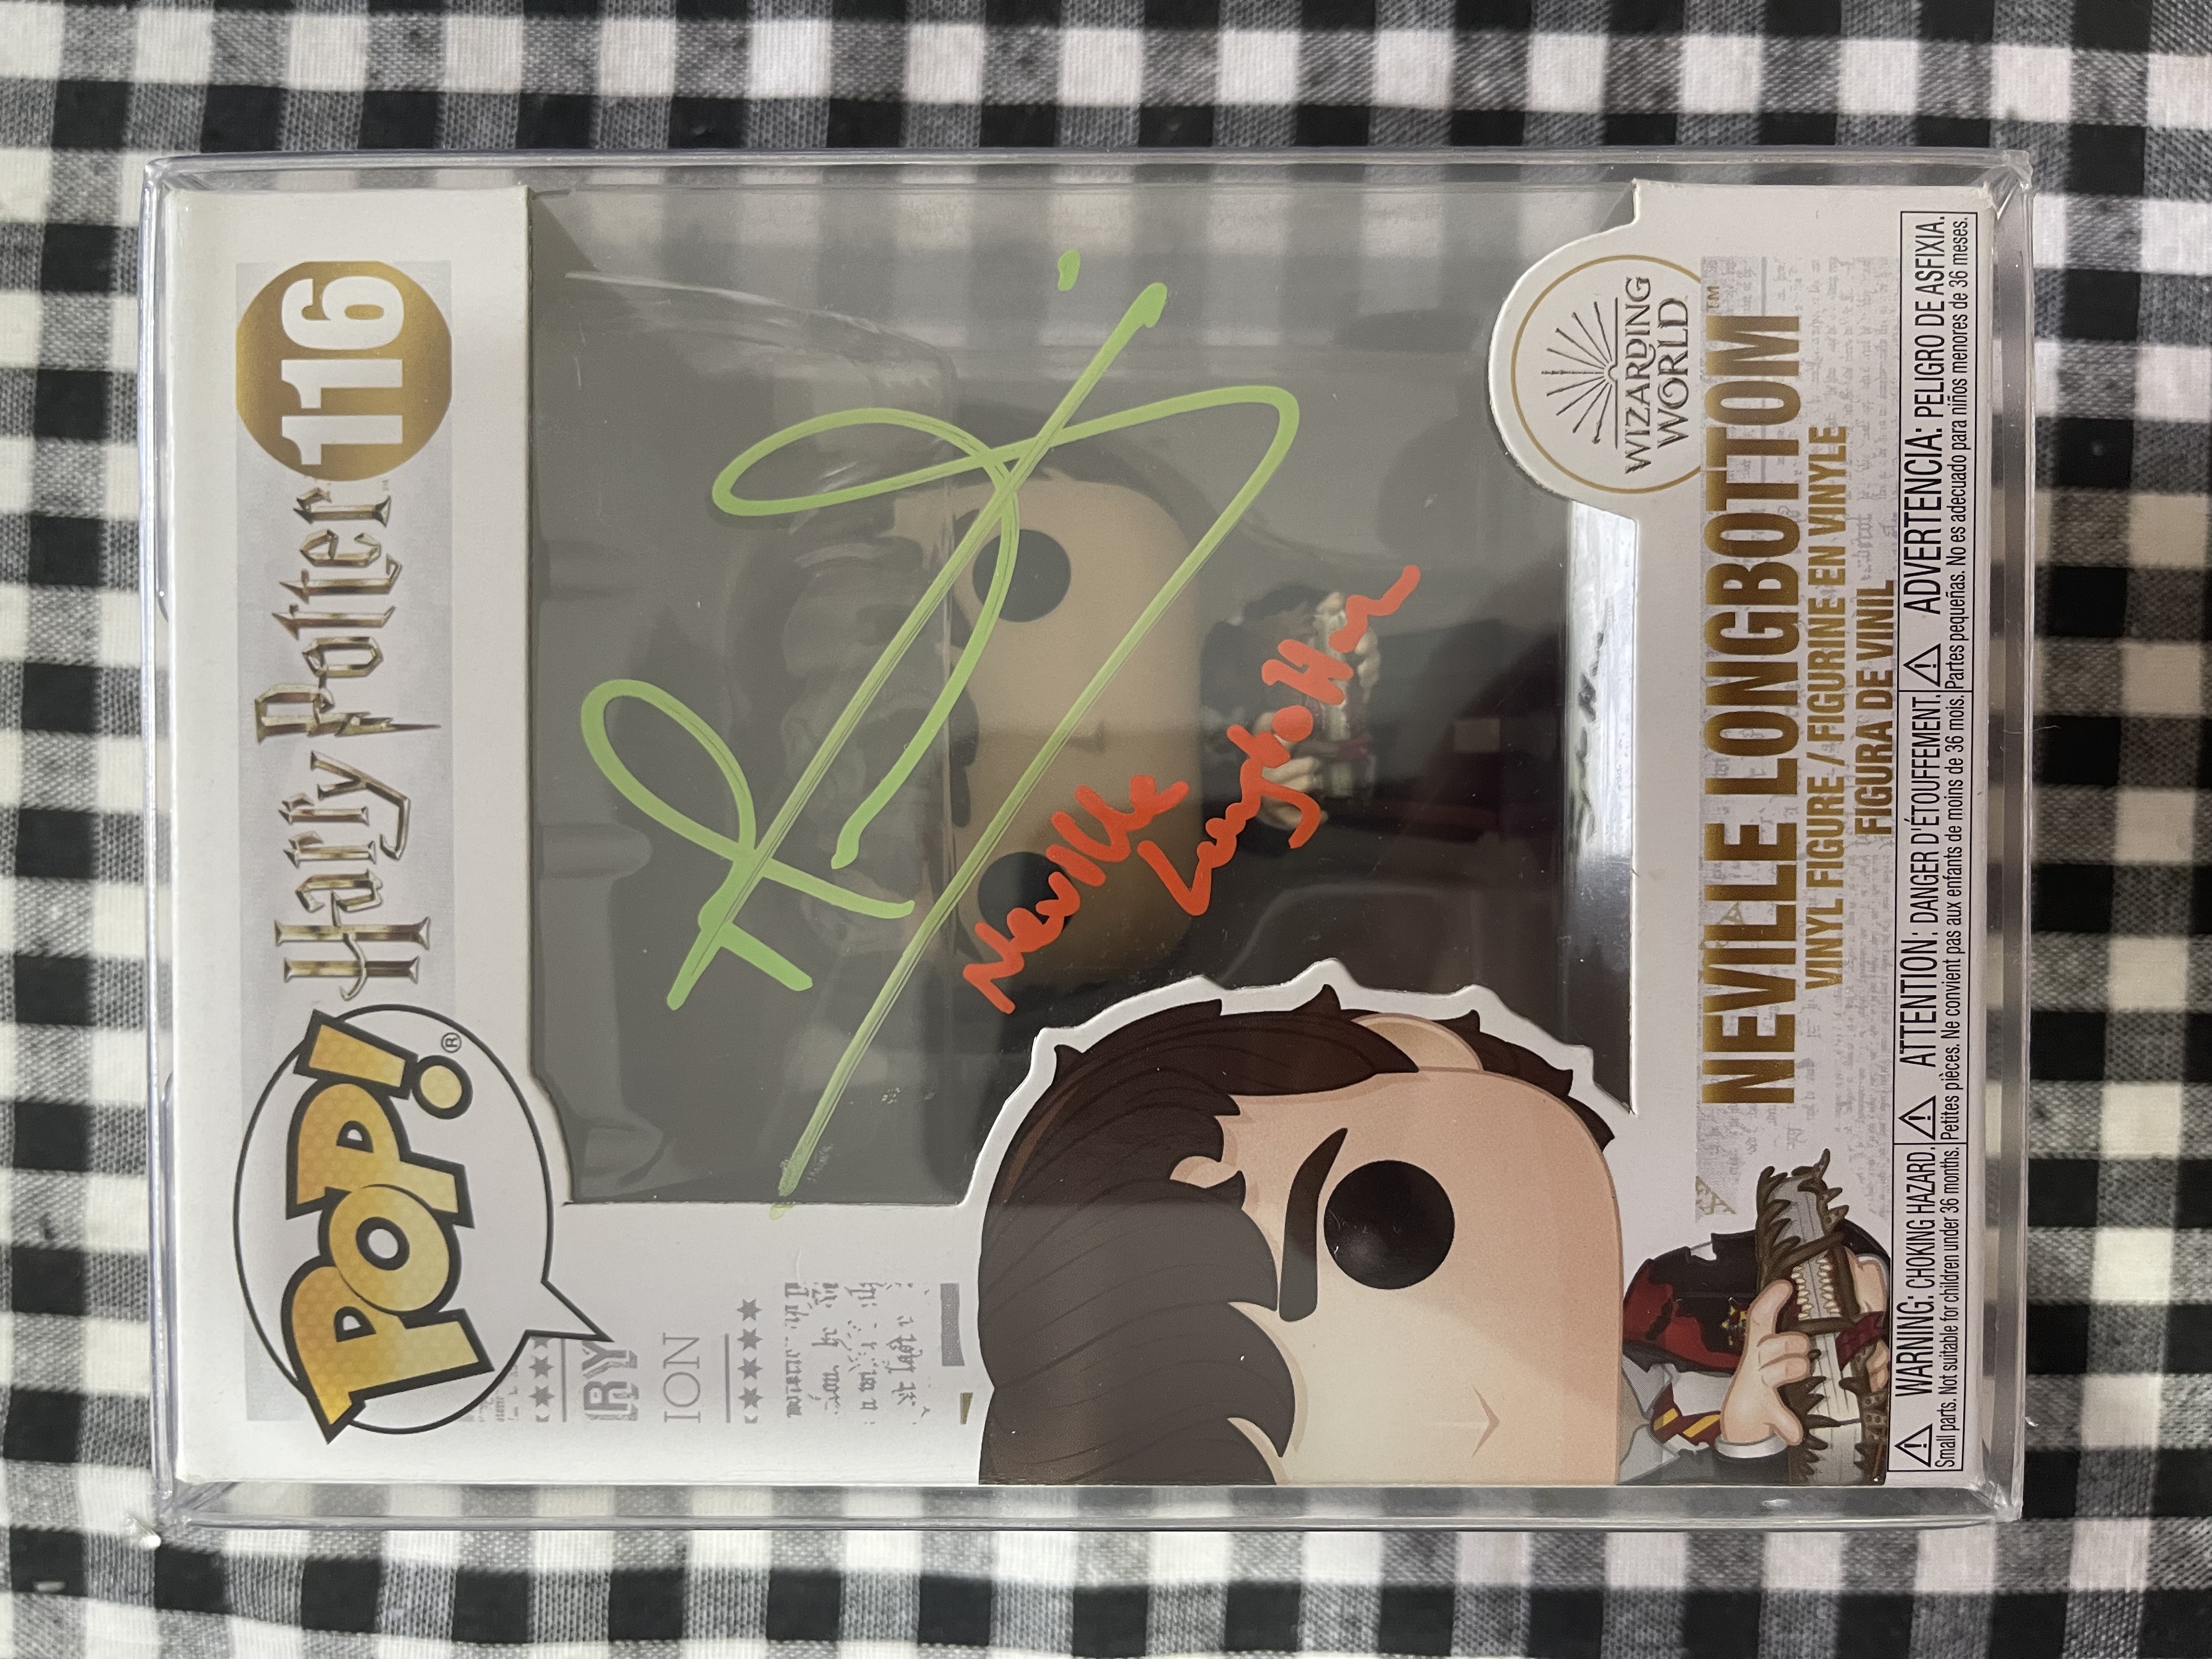 POP!®
Harry Potter
116
Neville
Longbottom
WIZARDING
WORLD
NEVILLE LONGBOTTOM™
VINYL FIGURE / FIGURINE EN VINYLE
FIGURA DE VINIL
RY
ION
WARNING: CHOKING HAZARD.
Small parts. Not suitable for children under 36 months.
ATTENTION: DANGER D'ÉTOUFFEMENT.
Petites pièces. Ne convient pas aux enfants de moins de 36 mois.
ADVERTENCIA: PELIGRO DE ASFIXIA.
Partes pequeñas. No es adecuado para niños menores de 36 meses.